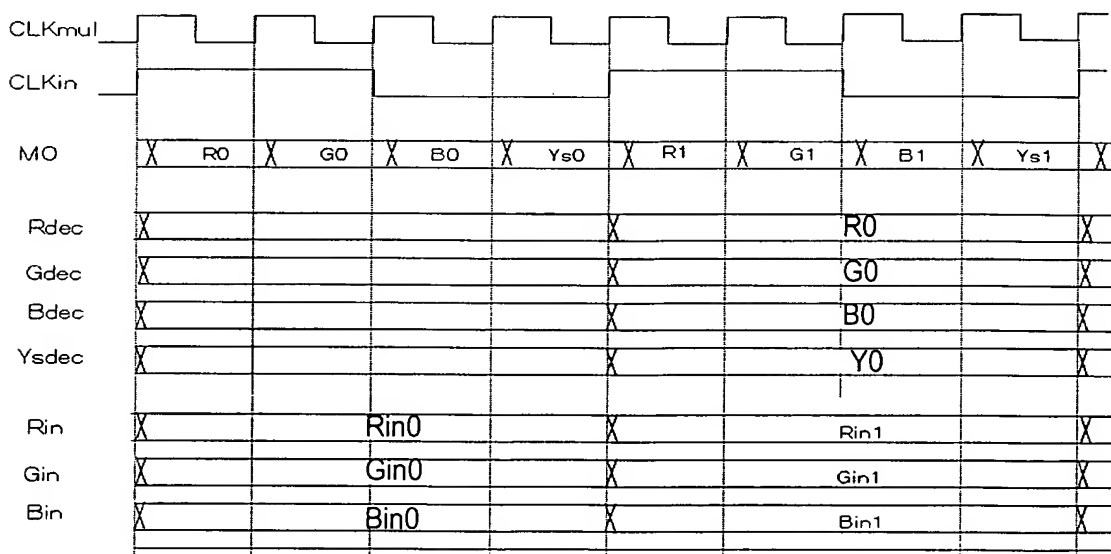 CLKmul
CLKin
MO R0 G0 B0 Ys0 R1 G1 B1 Ys1
Rdec R0
Gdec G0
Bdec B0
Ysdec Y0
Rin Rin0 Rin1
Gin Gin0 Gin1
Bin Bin0 Bin1